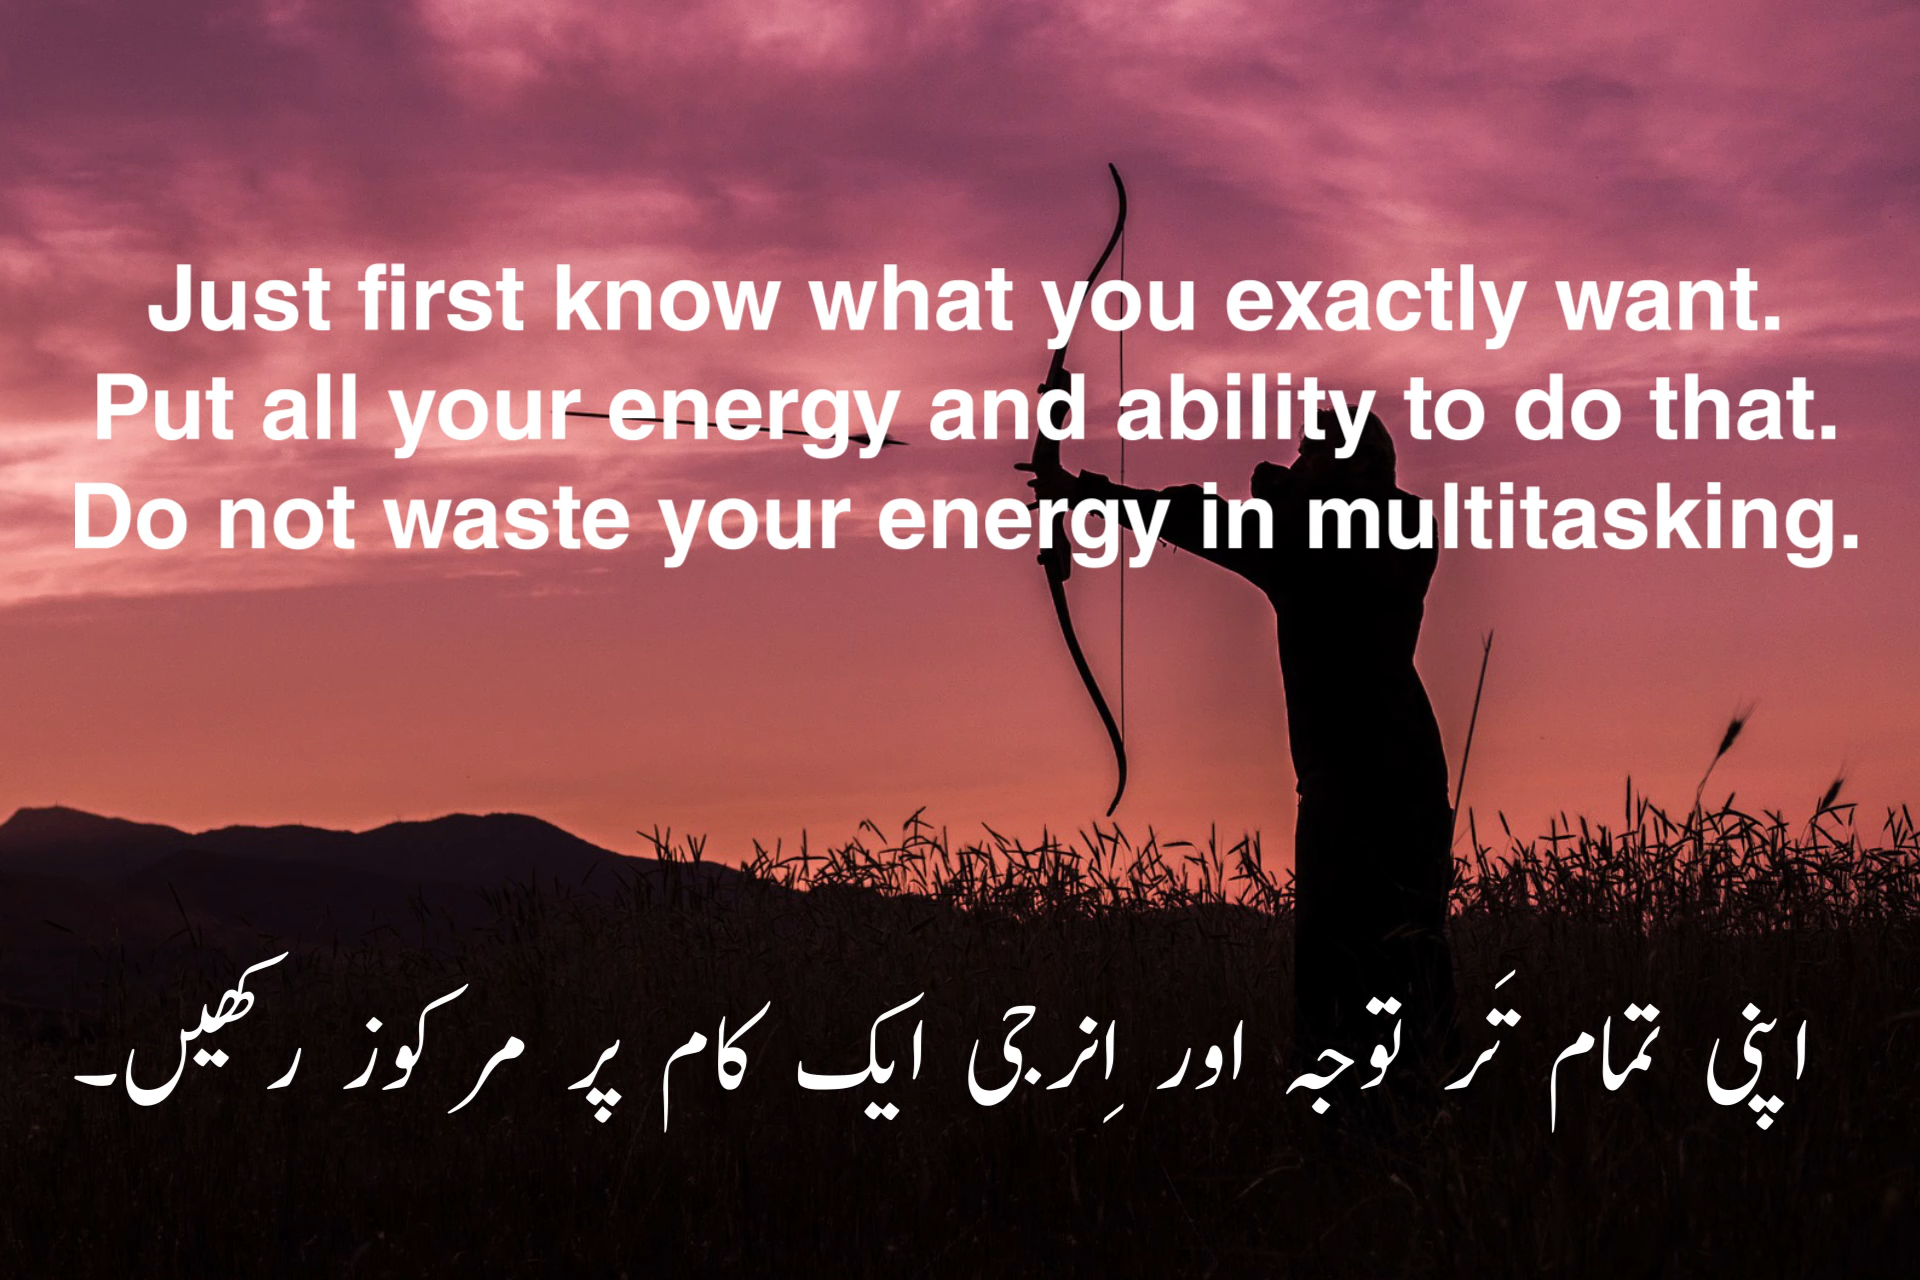 Just first know what you exactly want.
Put all your energy and ability to do that.
Do not waste your energy in multitasking.
اپنی تمام تَر توجہ اور اِنرجی ایک کام پر مرکوز رکھیں۔